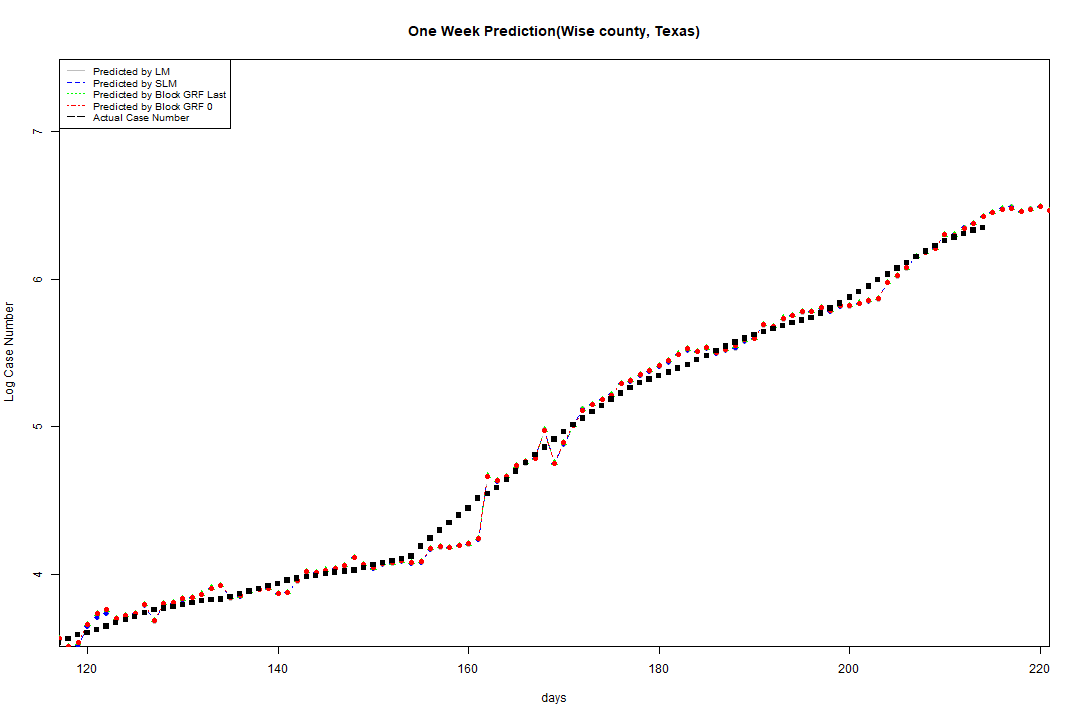 One Week Prediction(Wise county, Texas)
Predicted by LM
Predicted by SLM
Predicted by Block GRF Last
Predicted by Block GRF 0
Actual Case Number
7
6
5
4
Log Case Number
120 140 160 180 200 220
days